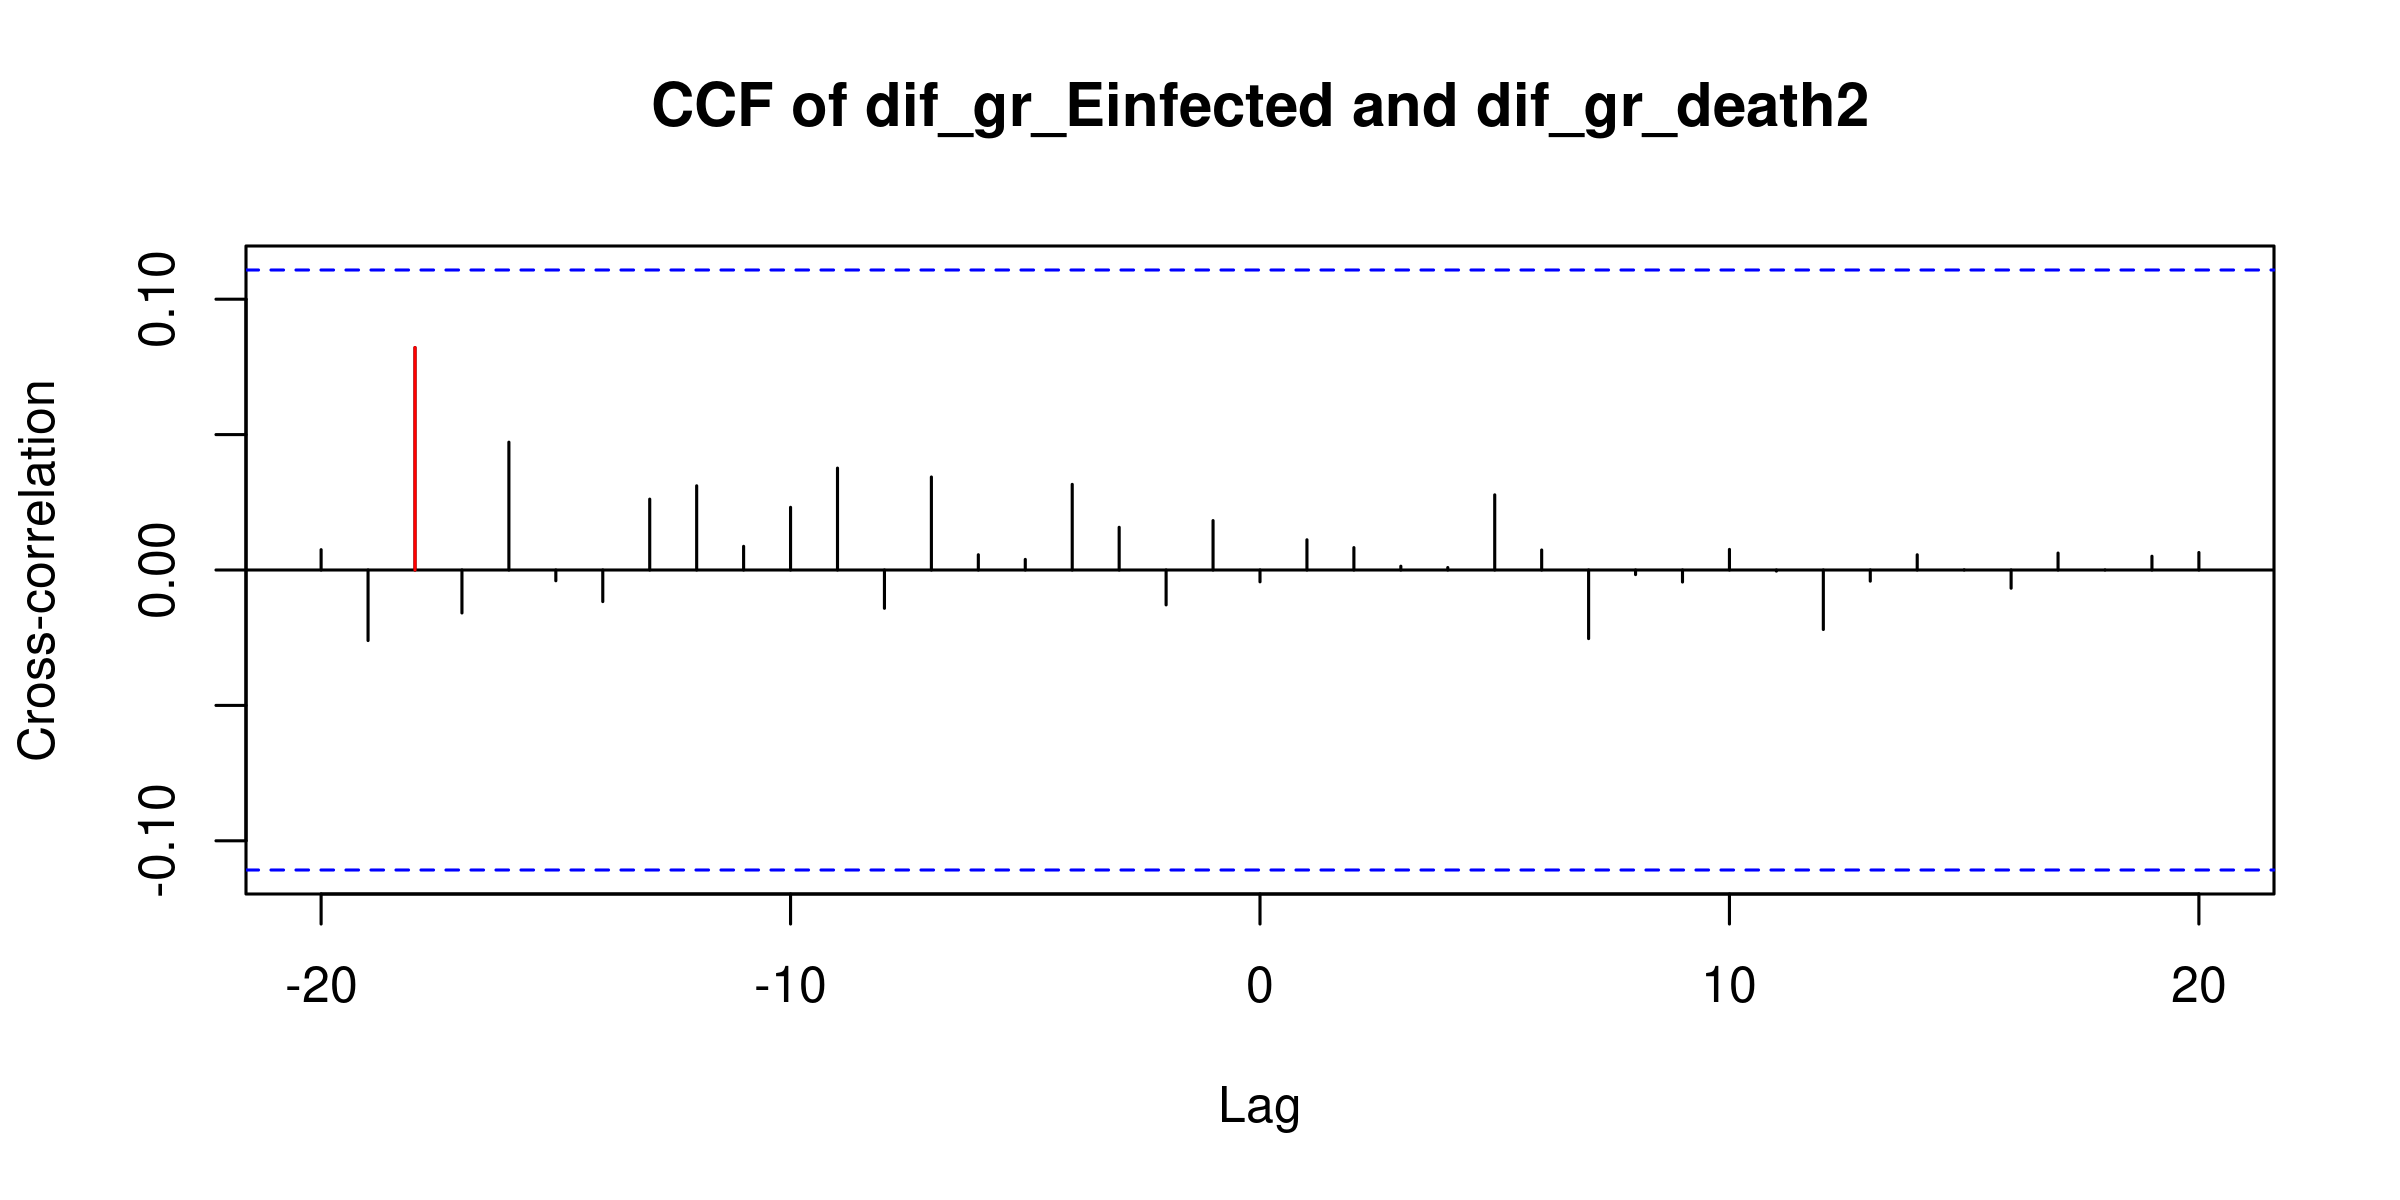 CCF of dif_gr_Einfected and dif_gr_death2
0.10
0.00
-0.10
Cross-correlation
-20 -10 0 10 20
Lag